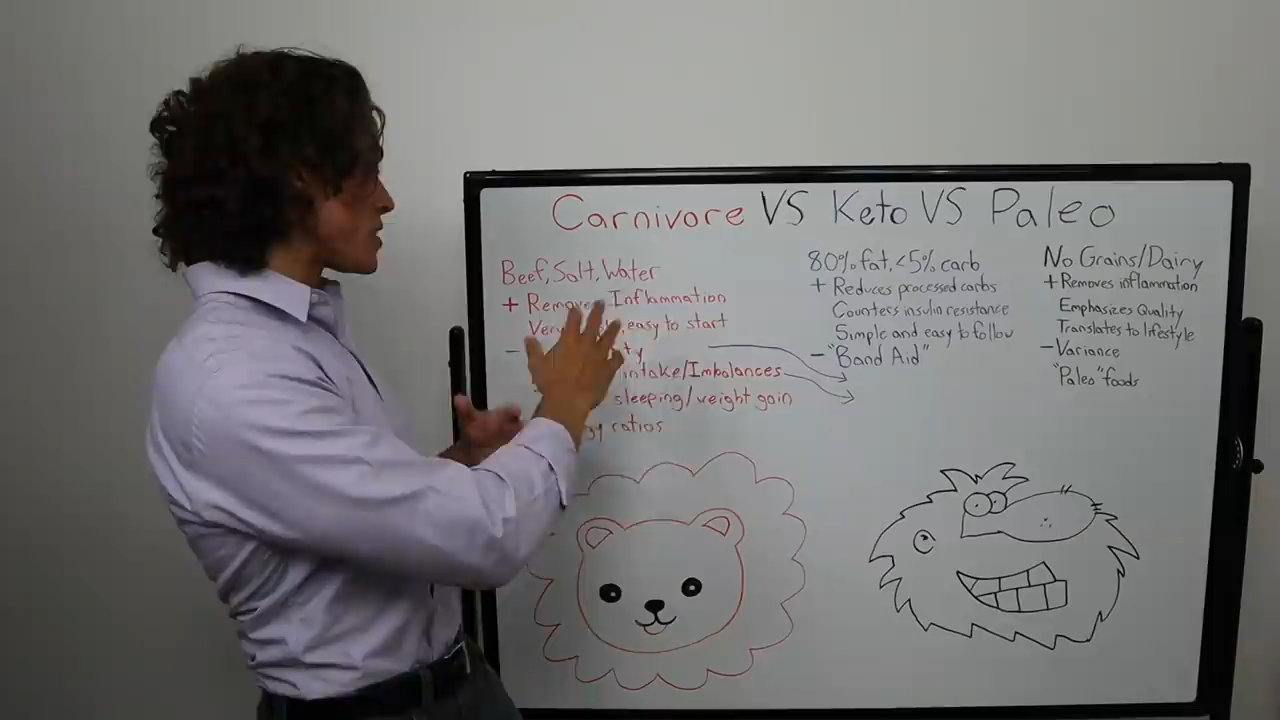 Carnivore VS Keto VS Paleo
Beef, Salt, Water
+ Removes Inflammation
easy to start
-
intake/Imbalances
sleeping/weight gain
ratios
80% fat, <5% carb
+ Reduces processed carbs
Counters insulin resistance
Simple and easy to follow
- "Band Aid"
No Grains/Dairy
+ Removes inflammation
Emphasizes Quality
Translates to lifestyle
- Variance
"Paleo" foods